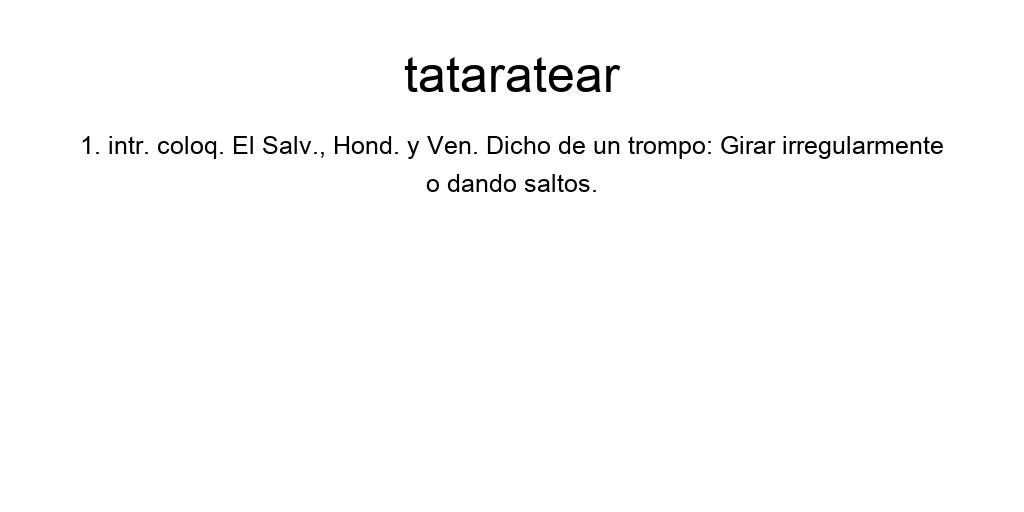 tataratear
1. intr. coloq. El Salv., Hond. y Ven. Dicho de un trompo: Girar irregularmente
o dando saltos.